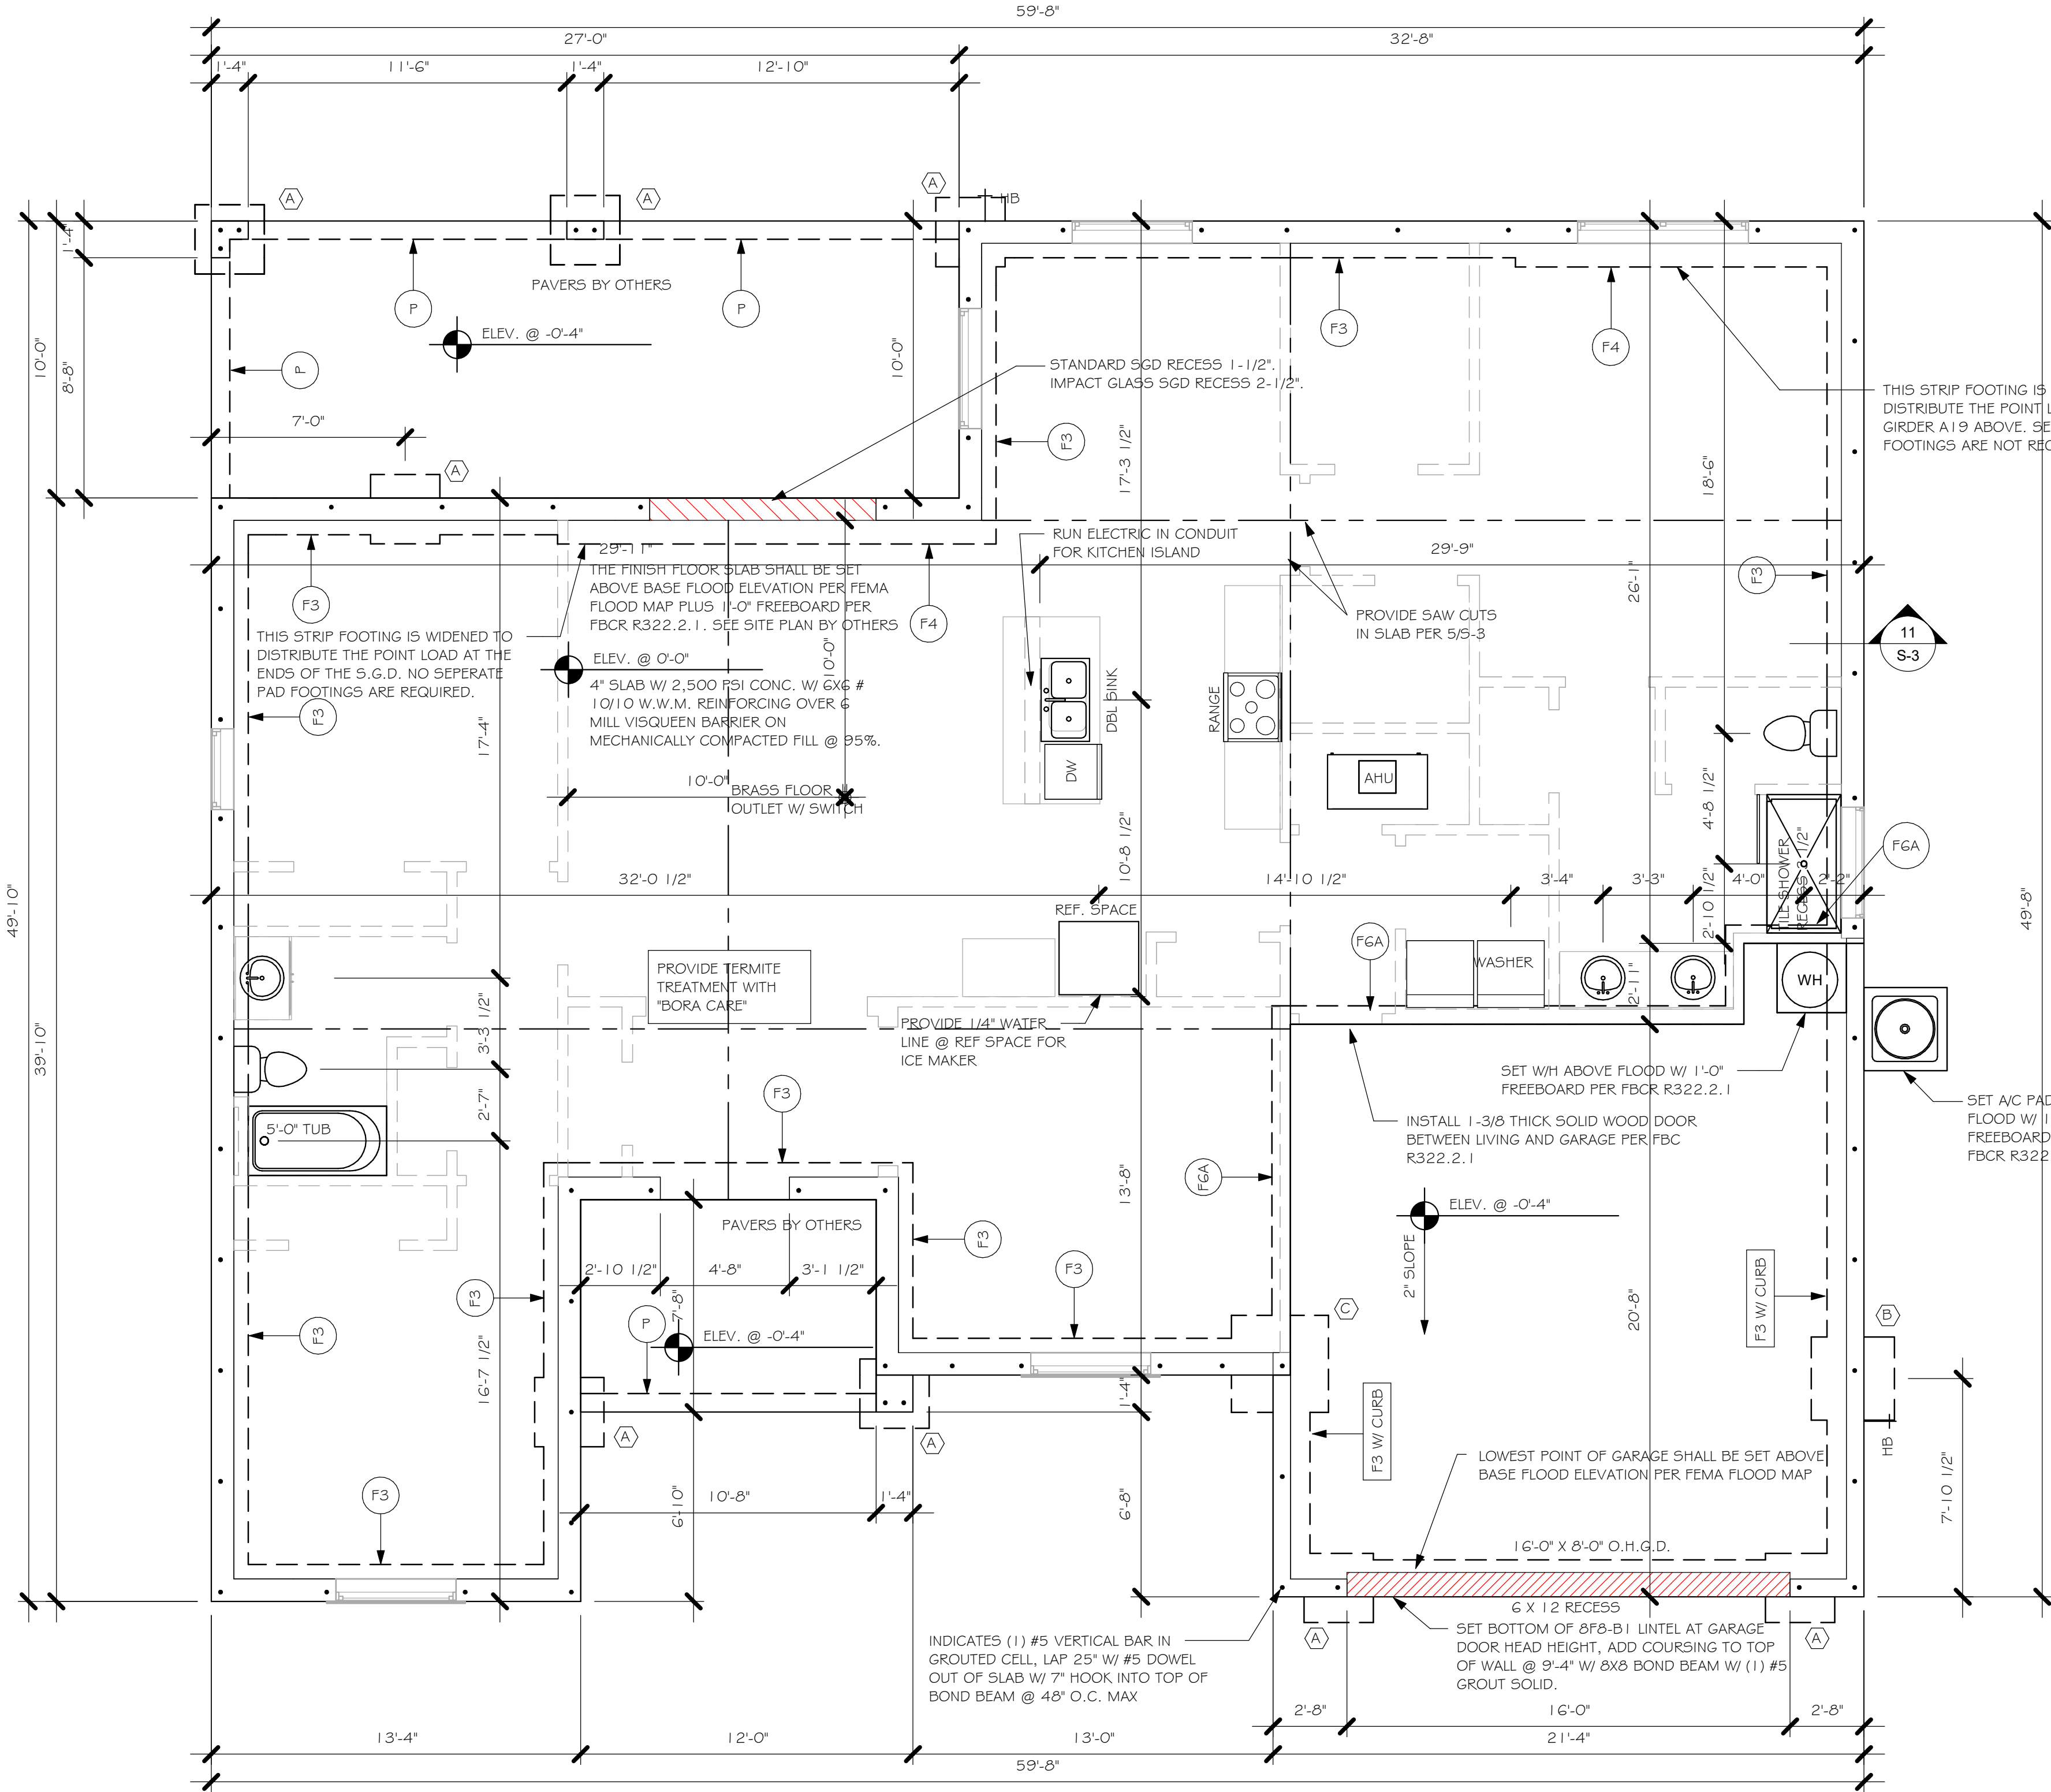 59'-8"
27'-0"
32'-8"
1'-4"
11'-6"
1'-4"
12'-10"
A
A
A
HB
1'-4"
10'-0"
8'-8"
P
P
P
PAVERS BY OTHERS
ELEV. @ -0'-4"
10'-0"
7'-0"
A
F3
F4
STANDARD SGD RECESS 1-1/2".
IMPACT GLASS SGD RECESS 2-1/2".
F3
17'-3 1/2"
18'-6"
THIS STRIP FOOTING IS
DISTRIBUTE THE POINT L
GIRDER A19 ABOVE. SE
FOOTINGS ARE NOT REQ
RUN ELECTRIC IN CONDUIT
FOR KITCHEN ISLAND
29'-11"
29'-9"
THE FINISH FLOOR SLAB SHALL BE SET
ABOVE BASE FLOOD ELEVATION PER FEMA
FLOOD MAP PLUS 1'-0" FREEBOARD PER
FBCR R322.2.1. SEE SITE PLAN BY OTHERS
F3
F4
THIS STRIP FOOTING IS WIDENED TO
DISTRIBUTE THE POINT LOAD AT THE
ENDS OF THE S.G.D. NO SEPERATE
PAD FOOTINGS ARE REQUIRED.
F3
ELEV. @ 0'-0"
4" SLAB W/ 2,500 PSI CONC. W/ 6X6 #
10/10 W.W.M. REINFORCING OVER 6
MILL VISQUEEN BARRIER ON
MECHANICALLY COMPACTED FILL @ 95%.
10'-0"
17'-4"
10'-0"
BRASS FLOOR
OUTLET W/ SWITCH
DBL SINK
DW
RANGE
AHU
PROVIDE SAW CUTS
IN SLAB PER 5/S-3
26'-1"
F3
11
S-3
4'-8 1/2"
TILE SHOWER
RECESS 3 1/2"
F6A
10'-8 1/2"
32'-0 1/2"
14'-10 1/2"
3'-4"
3'-3"
4'-0"
2'-2"
2'-10 1/2"
REF. SPACE
F6A
WASHER
2'-1"
WH
49'-10"
39'-10"
49'-8"
PROVIDE TERMITE
TREATMENT WITH
"BORA CARE"
PROVIDE 1/4" WATER
LINE @ REF SPACE FOR
ICE MAKER
3'-3 1/2"
2'-7"
5'-0" TUB
F3
SET W/H ABOVE FLOOD W/ 1'-0"
FREEBOARD PER FBCR R322.2.1
INSTALL 1-3/8 THICK SOLID WOOD DOOR
BETWEEN LIVING AND GARAGE PER FBC
R322.2.1
SET A/C PAD
FLOOD W/ 1
FREEBOARD
FBCR R322
13'-8"
F6A
ELEV. @ -0'-4"
2" SLOPE
PAVERS BY OTHERS
F3
F3
2'-10 1/2"
4'-8"
3'-1 1/2"
7'-8"
P
ELEV. @ -0'-4"
F3
F3
16'-7 1/2"
C
F3 W/ CURB
B
20'-8"
1'-4"
F3 W/ CURB
A
A
HB
7'-10 1/2"
LOWEST POINT OF GARAGE SHALL BE SET ABOVE
BASE FLOOD ELEVATION PER FEMA FLOOD MAP
F3
6'-10"
10'-8"
1'-4"
6'-8"
16'-0" X 8'-0" O.H.G.D.
6 X 12 RECESS
A
A
SET BOTTOM OF 8F8-B1 LINTEL AT GARAGE
DOOR HEAD HEIGHT, ADD COURSING TO TOP
OF WALL @ 9'-4" W/ 8X8 BOND BEAM W/ (1) #5
GROUT SOLID.
INDICATES (1) #5 VERTICAL BAR IN
GROUTED CELL, LAP 25" W/ #5 DOWEL
OUT OF SLAB W/ 7" HOOK INTO TOP OF
BOND BEAM @ 48" O.C. MAX
2'-8"
16'-0"
2'-8"
13'-4"
12'-0"
13'-0"
21'-4"
59'-8"